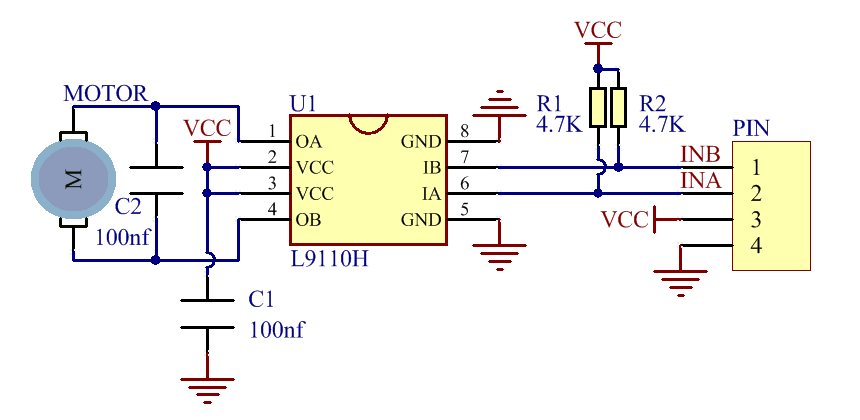 VCC
MOTOR
U1
R1
4.7K
R2
4.7K
PIN
VCC
1
OA
GND
8
2
VCC
IB
7
INB
1
3
VCC
IA
6
INA
2
4
OB
GND
5
VCC
3
4
M
C2
100nf
L9110H
C1
100nf